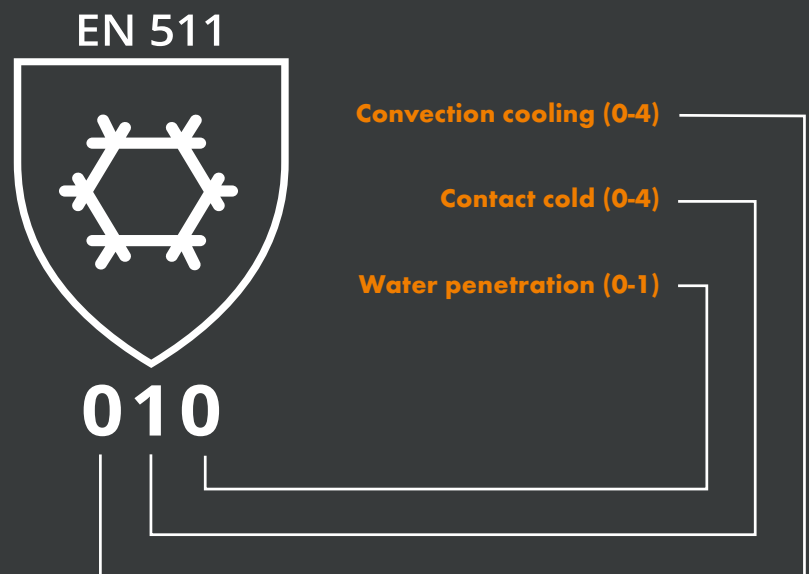 EN 511
Convection cooling (0-4)
Contact cold (0-4)
Water penetration (0-1)
010